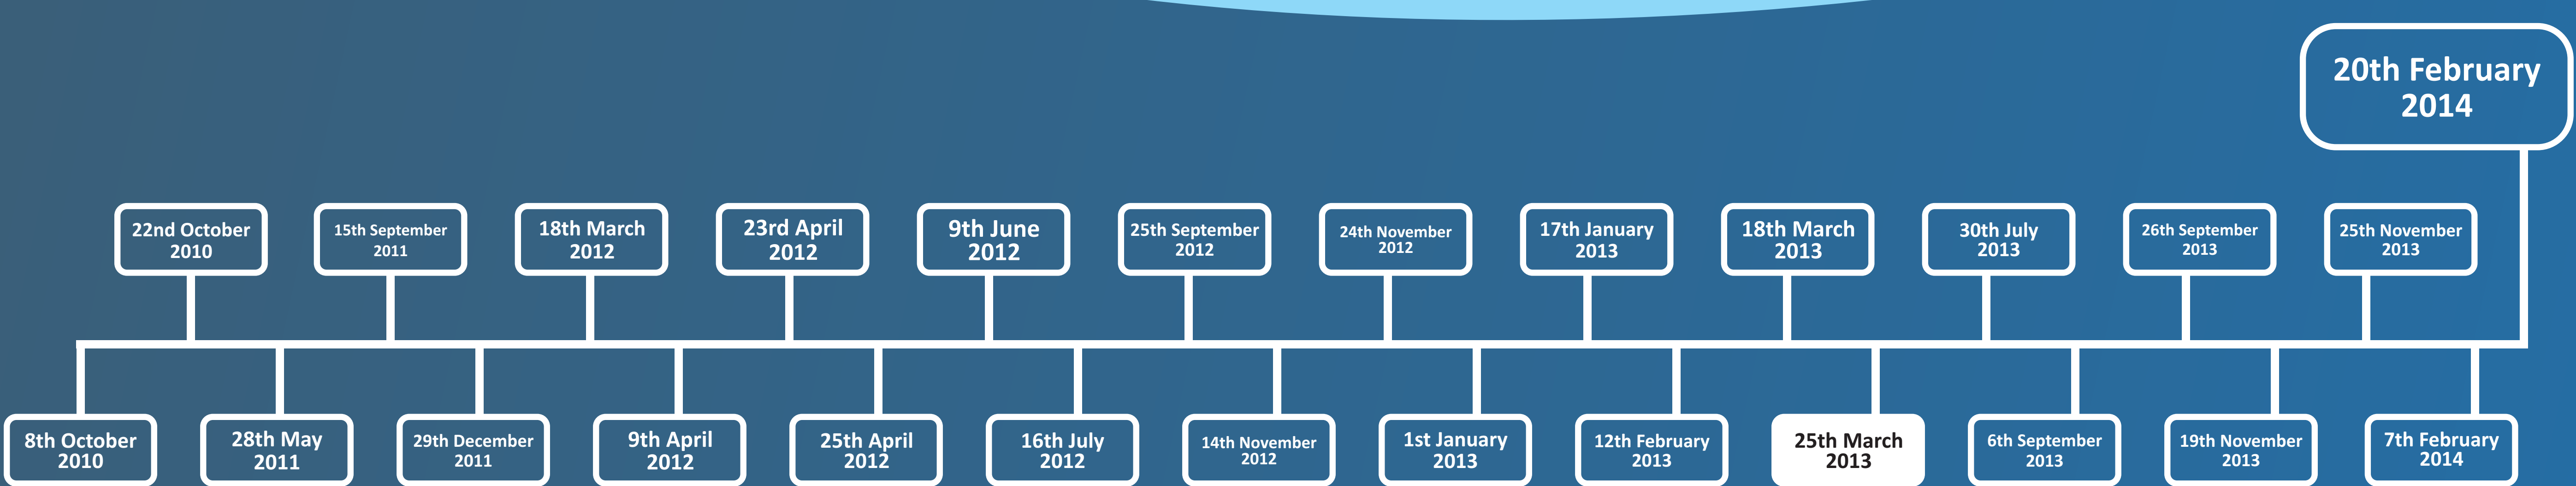 20th February
2014
22nd October
2010
15th September
2011
18th March
2012
23rd April
2012
9th June
2012
25th September
2012
24th November
2012
17th January
2013
18th March
2013
30th July
2013
26th September
2013
25th November
2013
8th October
2010
28th May
2011
29th December
2011
9th April
2012
25th April
2012
16th July
2012
14th November
2012
1st January
2013
12th February
2013
25th March
2013
6th September
2013
19th November
2013
7th February
2014